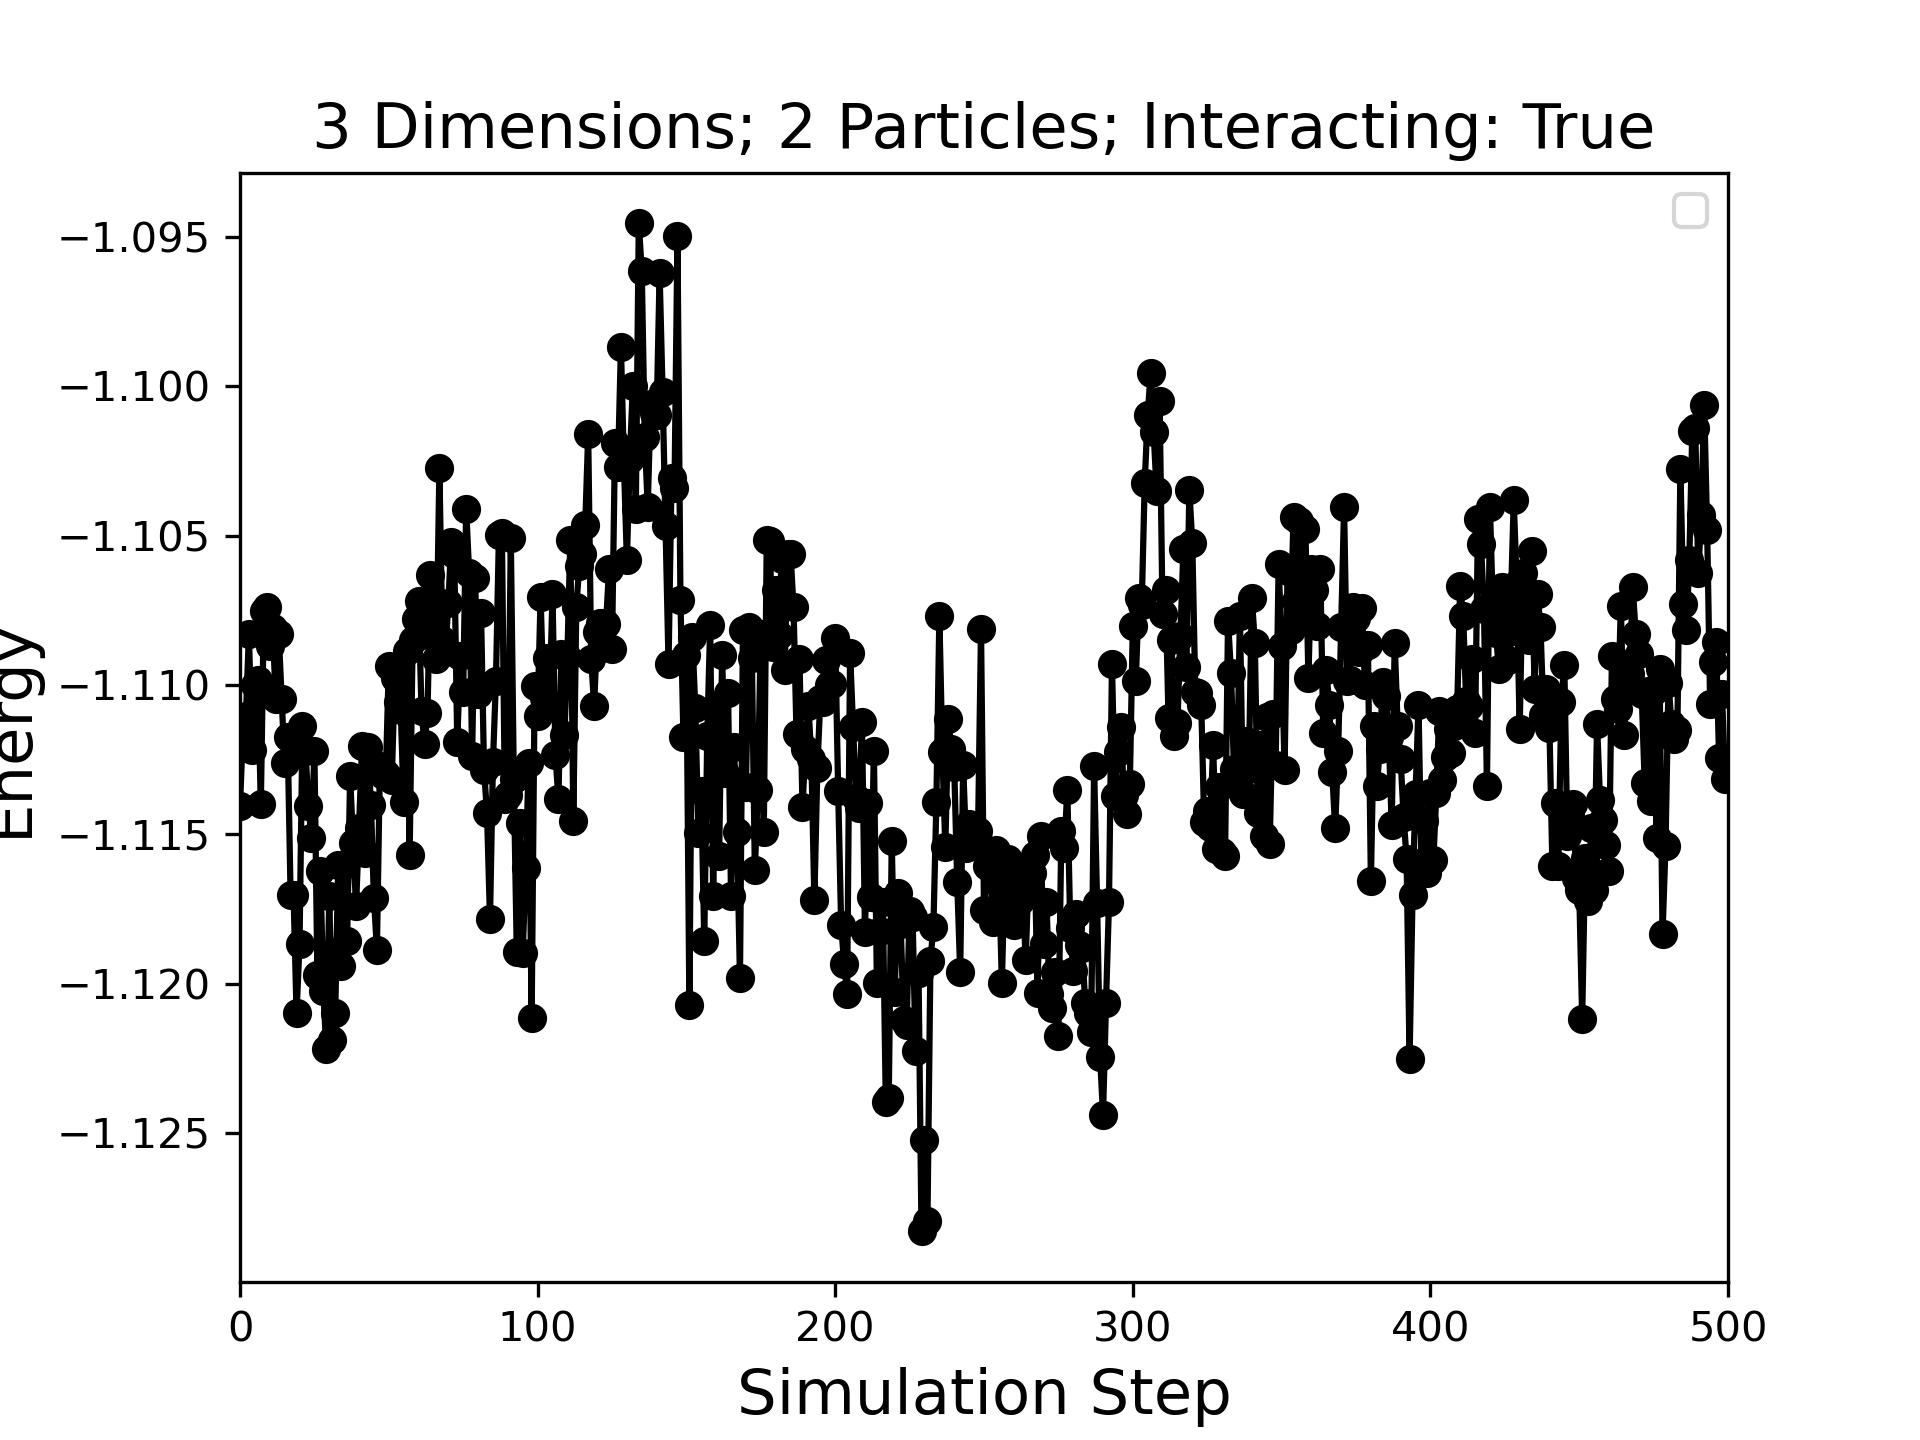 3 Dimensions; 2 Particles; Interacting: True
−1.095
−1.100
−1.105
−1.110
−1.115
−1.120
−1.125
Energy
0 100 200 300 400 500
Simulation Step